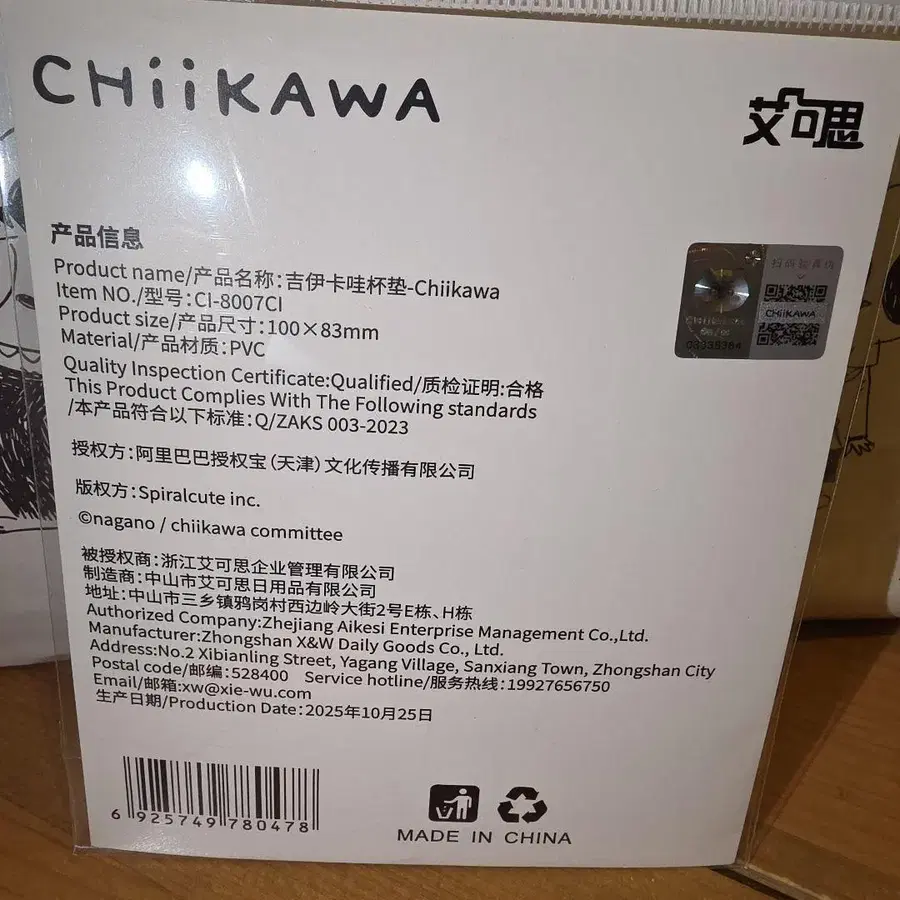 CHiiKAWA
艾可思
产品信息
Product name/产品名称:吉伊卡哇杯垫-Chiikawa
Item NO./型号:CI-8007CI
Product size/产品尺寸:100×83mm
Material/产品材质:PVC
Quality Inspection Certificate:Qualified/质检证明:合格
This Product Complies With The Following standards
/本产品符合以下标准:Q/ZAKS 003-2023
CHiiKAWA
授权方:阿里巴巴授权宝(天津)文化传播有限公司
版权方:Spiralcute inc.
©nagano / chiikawa committee
被授权商:浙江艾可思企业管理有限公司
制造商:中山市艾可思日用品有限公司
地址:中山市三乡镇鸦岗村西边岭大街2号E栋、H栋
Authorized Company:Zhejiang Aikesi Enterprise Management Co.,Ltd.
Manufacturer:Zhongshan X&W Daily Goods Co., Ltd.
Address:No.2 Xibianling Street, Yagang Village, Sanxiang Town, Zhongshan City
Postal code/邮编:528400 Service hotline/服务热线:19927656750
Email/邮箱:xw@xie-wu.com
生产日期/Production Date:2025年10月25日
6 925749 780478
MADE IN CHINA